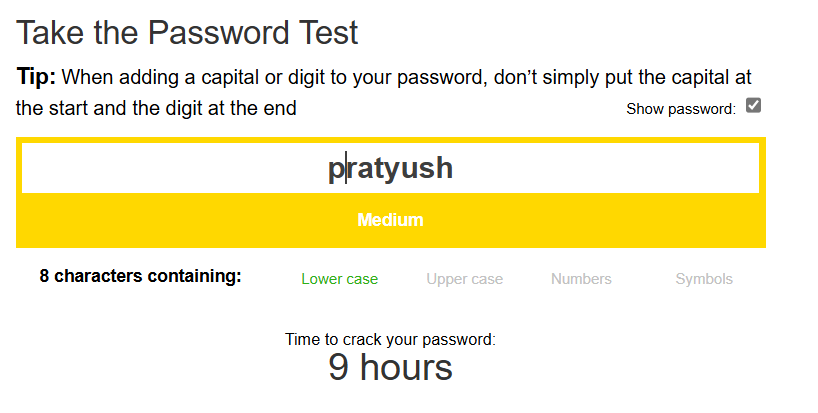 Take the Password Test
Tip: When adding a capital or digit to your password, don’t simply put the capital at
the start and the digit at the end
Show password:
pratyush
Medium
8 characters containing: Lower case Upper case Numbers Symbols
Time to crack your password:
9 hours